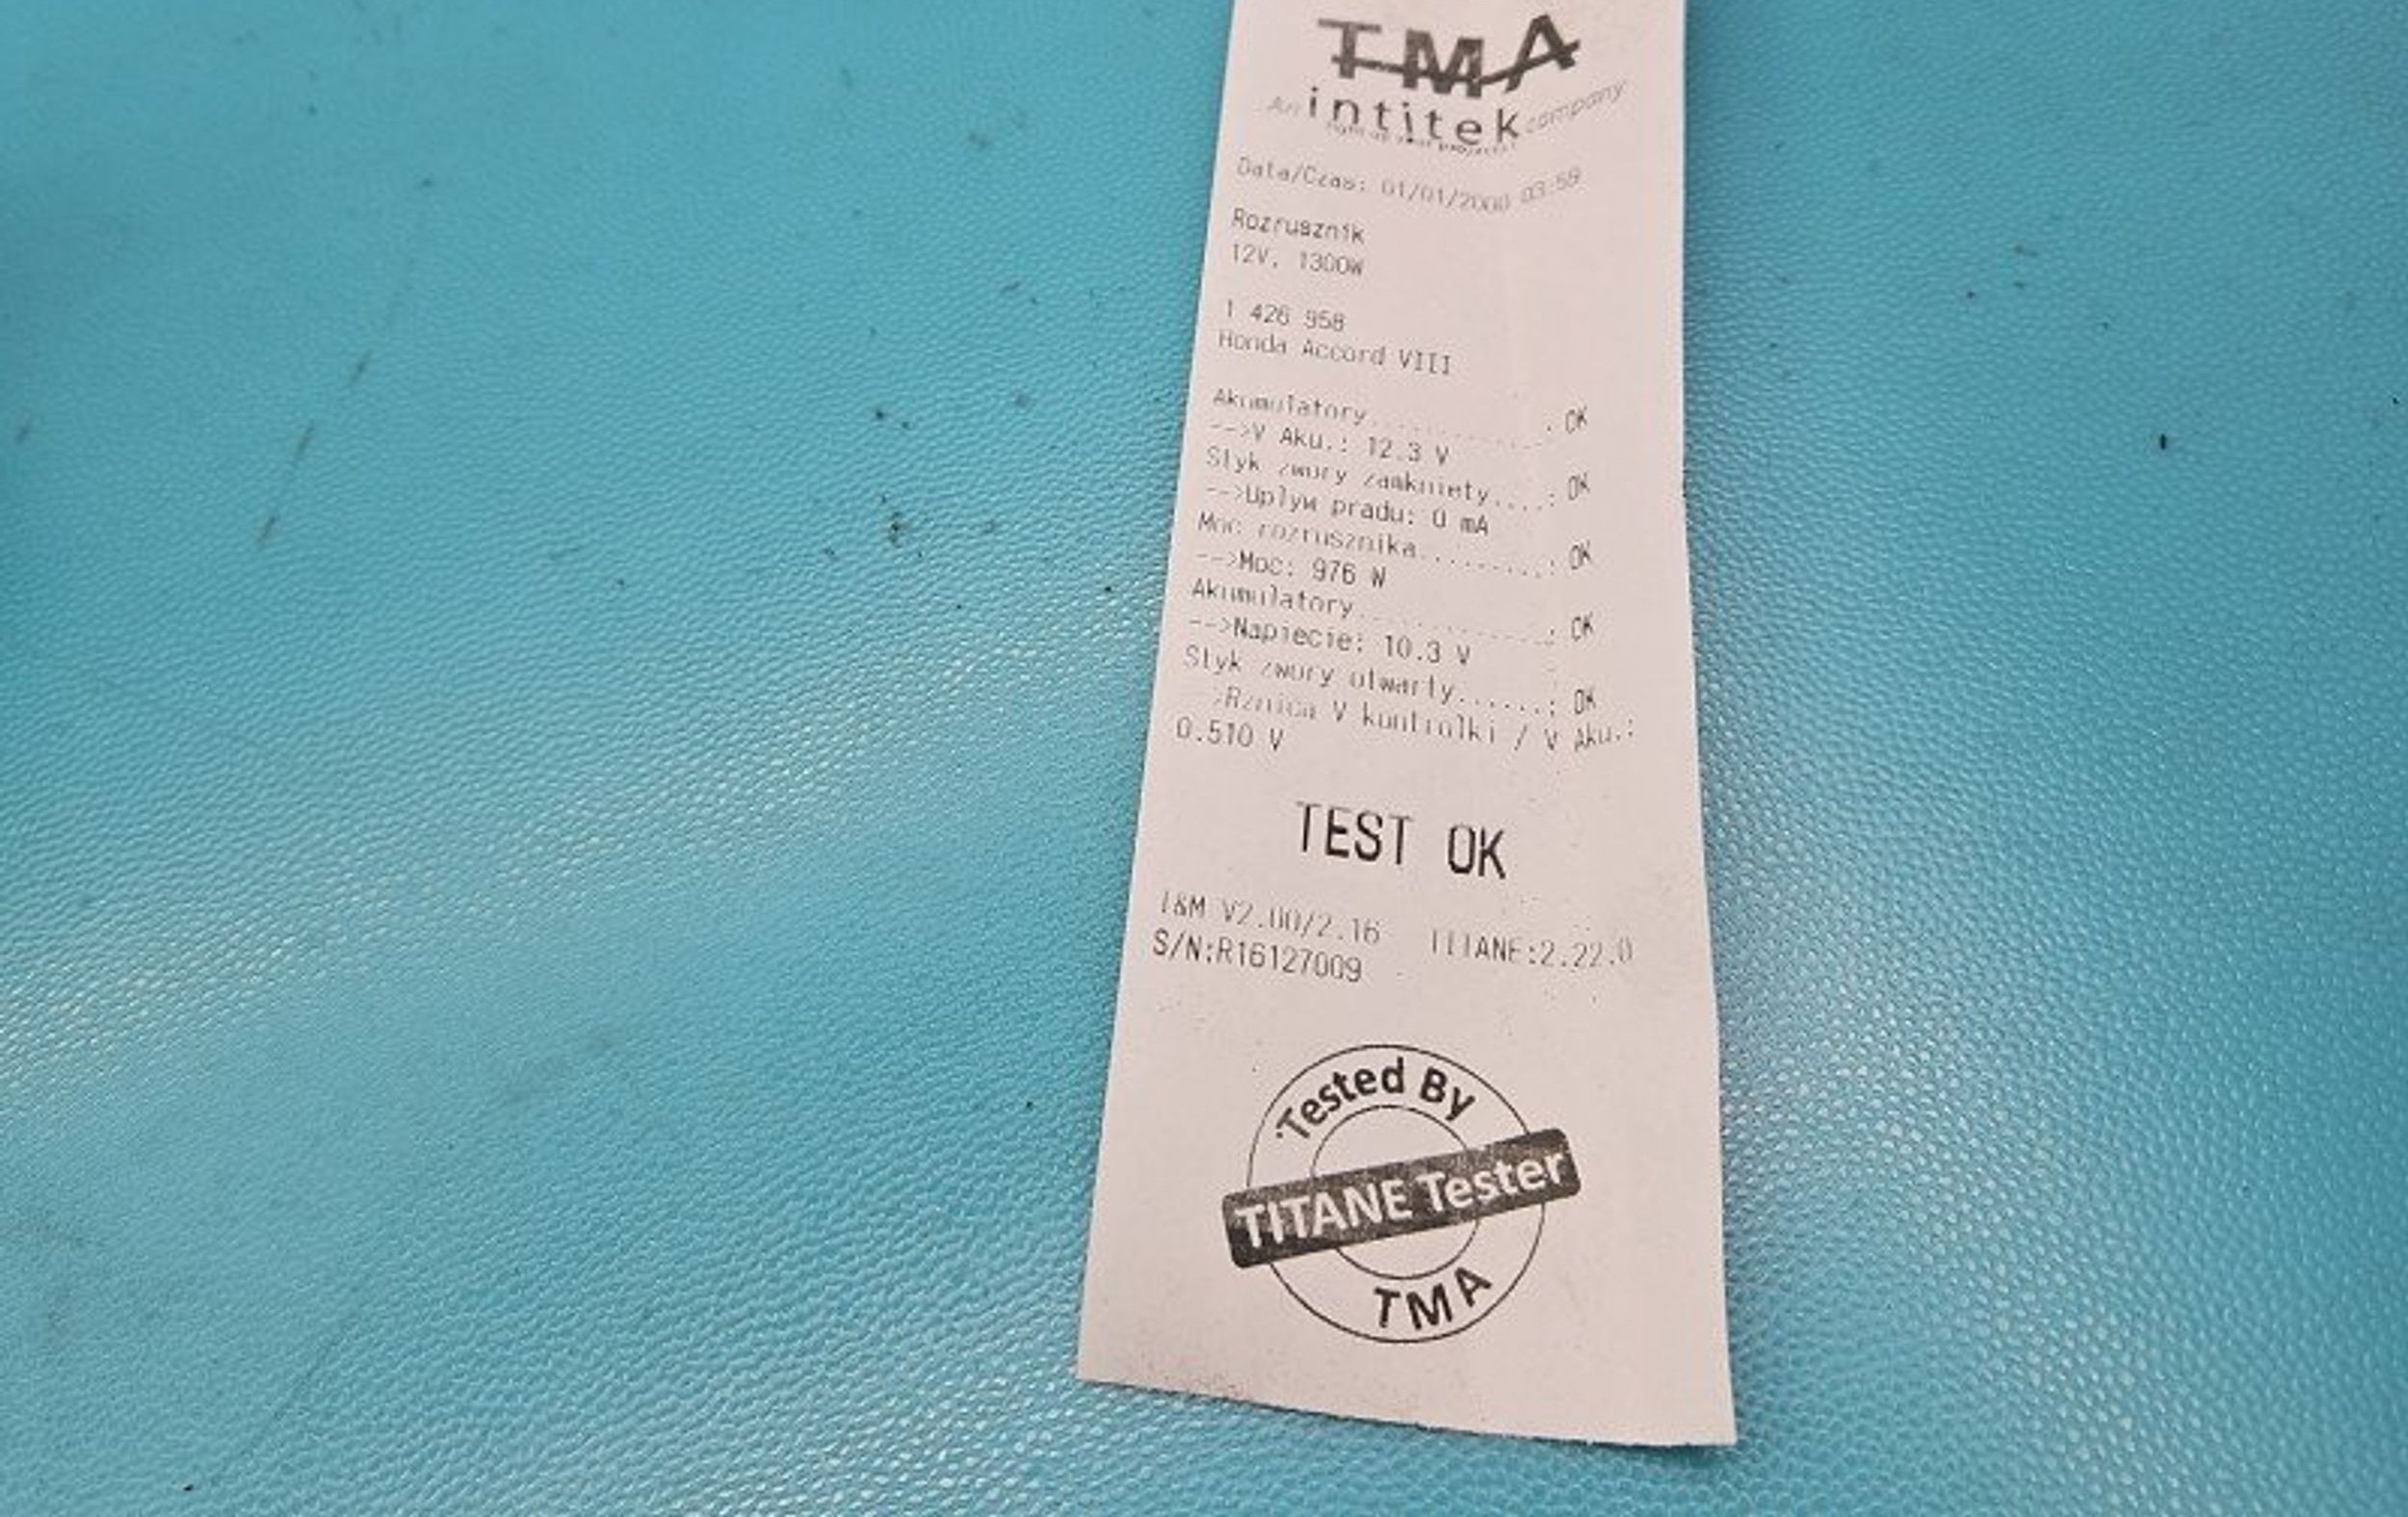 TMA
An intitek company
Data/Czas: 01/01/2000 03:59
Rozrusznik
12V, 1300W
1 426 958
Honda Accord VIII
Akumulatory..............: OK
-->V Aku.: 12.3 V
Styk zwory zamkniety....: OK
-->Uplyw pradu: 0 mA
Moc rozrusznika.........: OK
-->Moc: 976 W
Akumulatory..............: OK
-->Napiecie: 10.3 V
Styk zwory otwarty......: OK
-->Rznica V kontrolki / V Aku.:
0.510 V
TEST OK
I&M V2.00/2.16 TITANE:2.22.0
S/N:R16127009
Tested By
TITANE Tester
TMA